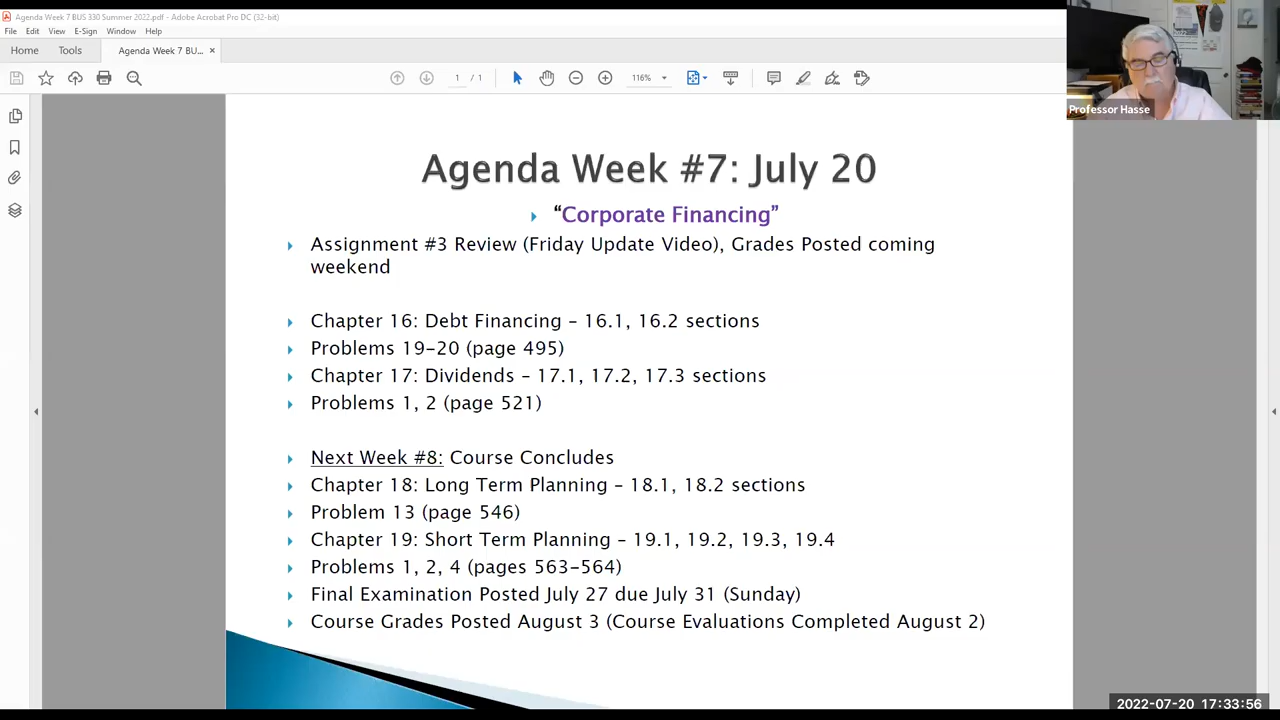 Agenda Week 7 BUS 330 Summer 2022.pdf - Adobe Acrobat Pro DC (32-bit)
File Edit View E-Sign Window Help
Home Tools Agenda Week 7 BU... ×
1 / 1 116%
Professor Hasse
Agenda Week #7: July 20
“Corporate Financing”
Assignment #3 Review (Friday Update Video), Grades Posted coming
weekend
Chapter 16: Debt Financing – 16.1, 16.2 sections
Problems 19-20 (page 495)
Chapter 17: Dividends – 17.1, 17.2, 17.3 sections
Problems 1, 2 (page 521)
Next Week #8: Course Concludes
Chapter 18: Long Term Planning – 18.1, 18.2 sections
Problem 13 (page 546)
Chapter 19: Short Term Planning – 19.1, 19.2, 19.3, 19.4
Problems 1, 2, 4 (pages 563-564)
Final Examination Posted July 27 due July 31 (Sunday)
Course Grades Posted August 3 (Course Evaluations Completed August 2)
2022-07-20 17:33:56